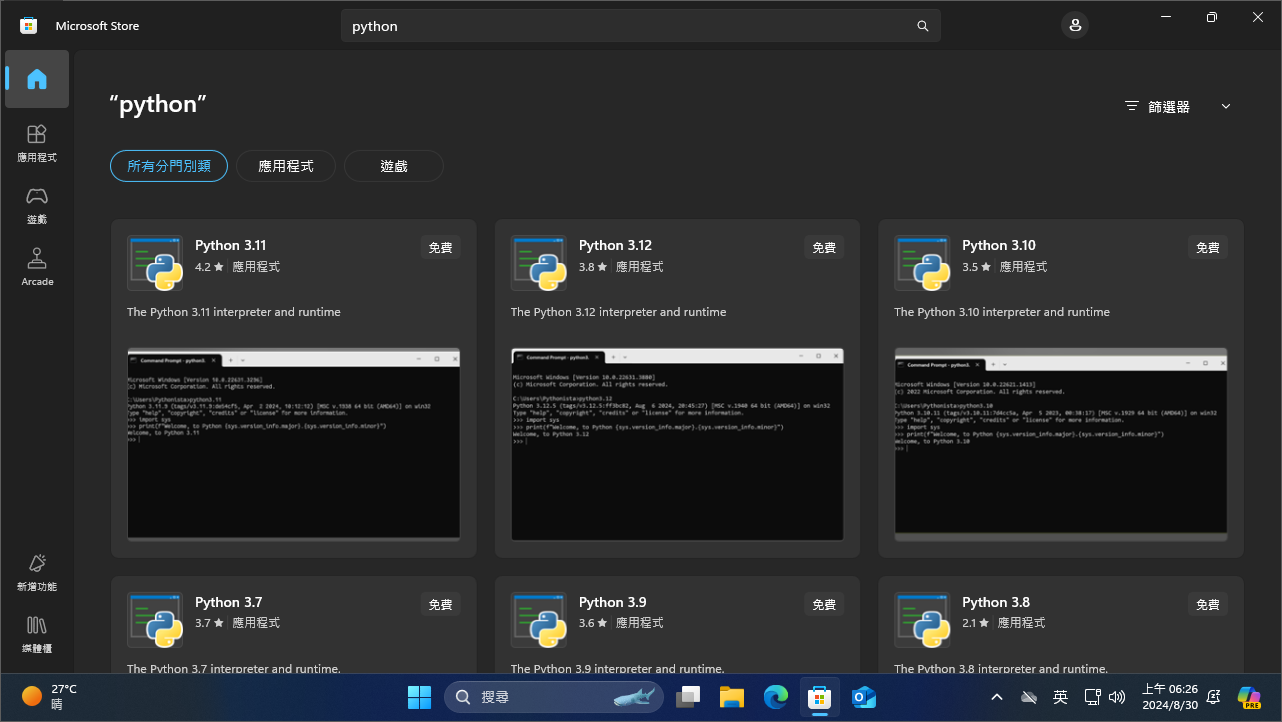 Microsoft Store
python
“python”
篩選器
所有分門別類
應用程式
遊戲
應用程式
遊戲
Arcade
新增功能
媒體櫃
Python 3.11
4.2 ★ 應用程式
免費
The Python 3.11 interpreter and runtime
Command Prompt - python3.
Microsoft Windows [Version 10.0.22631.3296]
(c) Microsoft Corporation. All rights reserved.
C:\Users\Pythonista>python3.11
Python 3.11.9 (tags/v3.11.9:de54cf5, Apr 2 2024, 10:12:12) [MSC v.1938 64 bit (AMD64)] on win32
Type "help", "copyright", "credits" or "license" for more information.
>>> import sys
>>> print(f"Welcome, to Python {sys.version_info.major}.{sys.version_info.minor}")
Welcome, to Python 3.11
>>>
Python 3.12
3.8 ★ 應用程式
免費
The Python 3.12 interpreter and runtime
Command Prompt - python3.
Microsoft Windows [Version 10.0.22631.3880]
(c) Microsoft Corporation. All rights reserved.
C:\Users\Pythonista>python3.12
Python 3.12.5 (tags/v3.12.5:ff3bc82, Aug 6 2024, 20:45:27) [MSC v.1940 64 bit (AMD64)] on win32
Type "help", "copyright", "credits" or "license" for more information.
>>> import sys
>>> print(f"Welcome, to Python {sys.version_info.major}.{sys.version_info.minor}")
Welcome, to Python 3.12
>>>
Python 3.10
3.5 ★ 應用程式
免費
The Python 3.10 interpreter and runtime
Command Prompt - python3.
Microsoft Windows [Version 10.0.22621.1413]
(c) 2022 Microsoft Corporation. All rights reserved.
C:\Users\Pythonista>python3.10
Python 3.10.11 (tags/v3.10.11:7d4cc5a, Apr 5 2023, 00:38:17) [MSC v.1929 64 bit (AMD64)] on win32
Type "help", "copyright", "credits" or "license" for more information.
>>> import sys
>>> print(f"Welcome, to Python {sys.version_info.major}.{sys.version_info.minor}")
Welcome, to Python 3.10
>>>
Python 3.7
3.7 ★ 應用程式
免費
The Python 3.7 interpreter and runtime.
Python 3.9
3.6 ★ 應用程式
免費
The Python 3.9 interpreter and runtime.
Python 3.8
2.1 ★ 應用程式
免費
The Python 3.8 interpreter and runtime.
27°C
晴
搜尋
英
上午 06:26
2024/8/30
PRE